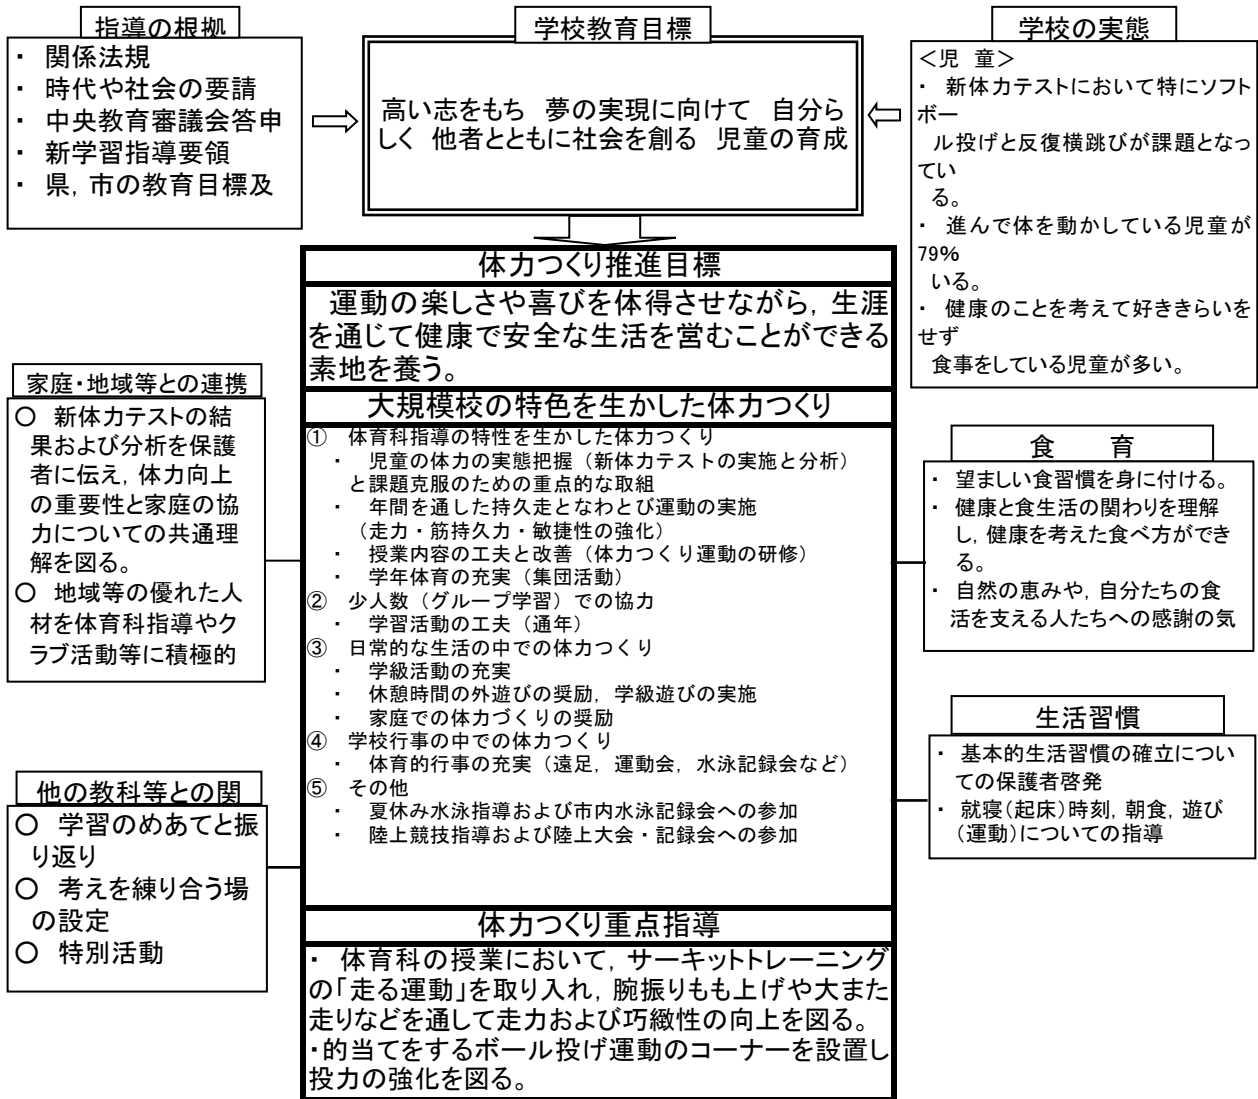 指導の根拠
・ 関係法規
・ 時代や社会の要請
・ 中央教育審議会答申
・ 新学習指導要領
・ 県，市の教育目標及
学校教育目標
高い志をもち 夢の実現に向けて 自分ら
しく 他者とともに社会を創る 児童の育成
学校の実態
＜児 童＞
・ 新体力テストにおいて特にソフト
ボー
ル投げと反復横跳びが課題となっ
てい
る。
・ 進んで体を動かしている児童が
79%
いる。
・ 健康のことを考えて好ききらいを
せず
食事をしている児童が多い。
体力つくり推進目標
運動の楽しさや喜びを体得させながら，生涯
を通じて健康で安全な生活を営むことができる
素地を養う。
家庭・地域等との連携
○ 新体力テストの結
果および分析を保護
者に伝え，体力向上
の重要性と家庭の協
力についての共通理
解を図る。
○ 地域等の優れた人
材を体育科指導やク
ラブ活動等に積極的
大規模校の特色を生かした体力つくり
① 体育科指導の特性を生かした体力つくり
・ 児童の体力の実態把握（新体力テストの実施と分析）
と課題克服のための重点的な取組
・ 年間を通した持久走となわとび運動の実施
（走力・筋持久力・敏捷性の強化）
・ 授業内容の工夫と改善（体力つくり運動の研修）
・ 学年体育の充実（集団活動）
② 少人数（グループ学習）での協力
・ 学習活動の工夫（通年）
③ 日常的な生活の中での体力つくり
・ 学級活動の充実
・ 休憩時間の外遊びの奨励，学級遊びの実施
・ 家庭での体力づくりの奨励
④ 学校行事の中での体力つくり
・ 体育的行事の充実（遠足，運動会，水泳記録会など）
⑤ その他
・ 夏休み水泳指導および市内水泳記録会への参加
・ 陸上競技指導および陸上大会・記録会への参加
食 育
・ 望ましい食習慣を身に付ける。
・ 健康と食生活の関わりを理解
し，健康を考えた食べ方ができ
る。
・ 自然の恵みや，自分たちの食
活を支える人たちへの感謝の気
生活習慣
・ 基本的生活習慣の確立につい
ての保護者啓発
・ 就寝（起床）時刻，朝食，遊び
（運動）についての指導
他の教科等との関
○ 学習のめあてと振
り返り
○ 考えを練り合う場
の設定
○ 特別活動
体力つくり重点指導
・ 体育科の授業において，サーキットトレーニング
の「走る運動」を取り入れ，腕振りもも上げや大また
走りなどを通して走力および巧緻性の向上を図る。
・的当てをするボール投げ運動のコーナーを設置し
投力の強化を図る。